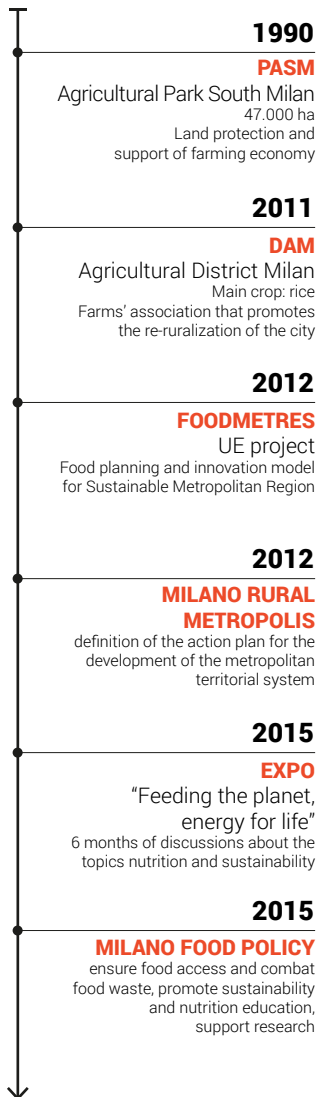 1990
PASM
Agricultural Park South Milan
47.000 ha
Land protection and
support of farming economy
2011
DAM
Agricultural District Milan
Main crop: rice
Farms’ association that promotes
the re-ruralization of the city
2012
FOODMETRES
UE project
Food planning and innovation model
for Sustainable Metropolitan Region
2012
MILANO RURAL
METROPOLIS
definition of the action plan for the
development of the metropolitan
territorial system
2015
EXPO
“Feeding the planet,
energy for life”
6 months of discussions about the
topics nutrition and sustainability
2015
MILANO FOOD POLICY
ensure food access and combat
food waste, promote sustainability
and nutrition education,
support research